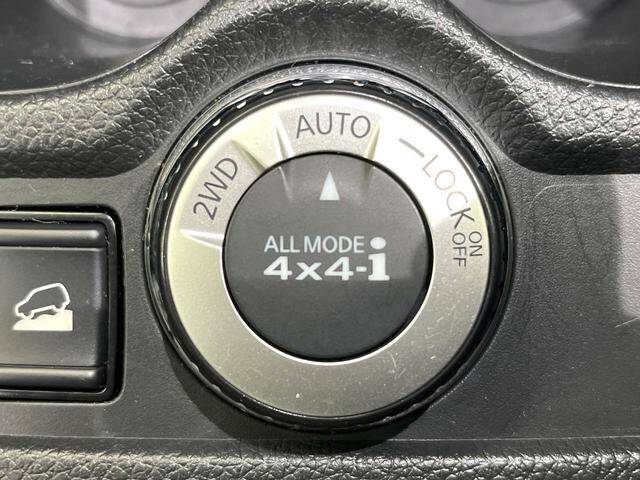 2WD
AUTO
LOCK
ON
OFF
ALL MODE
4x4-i